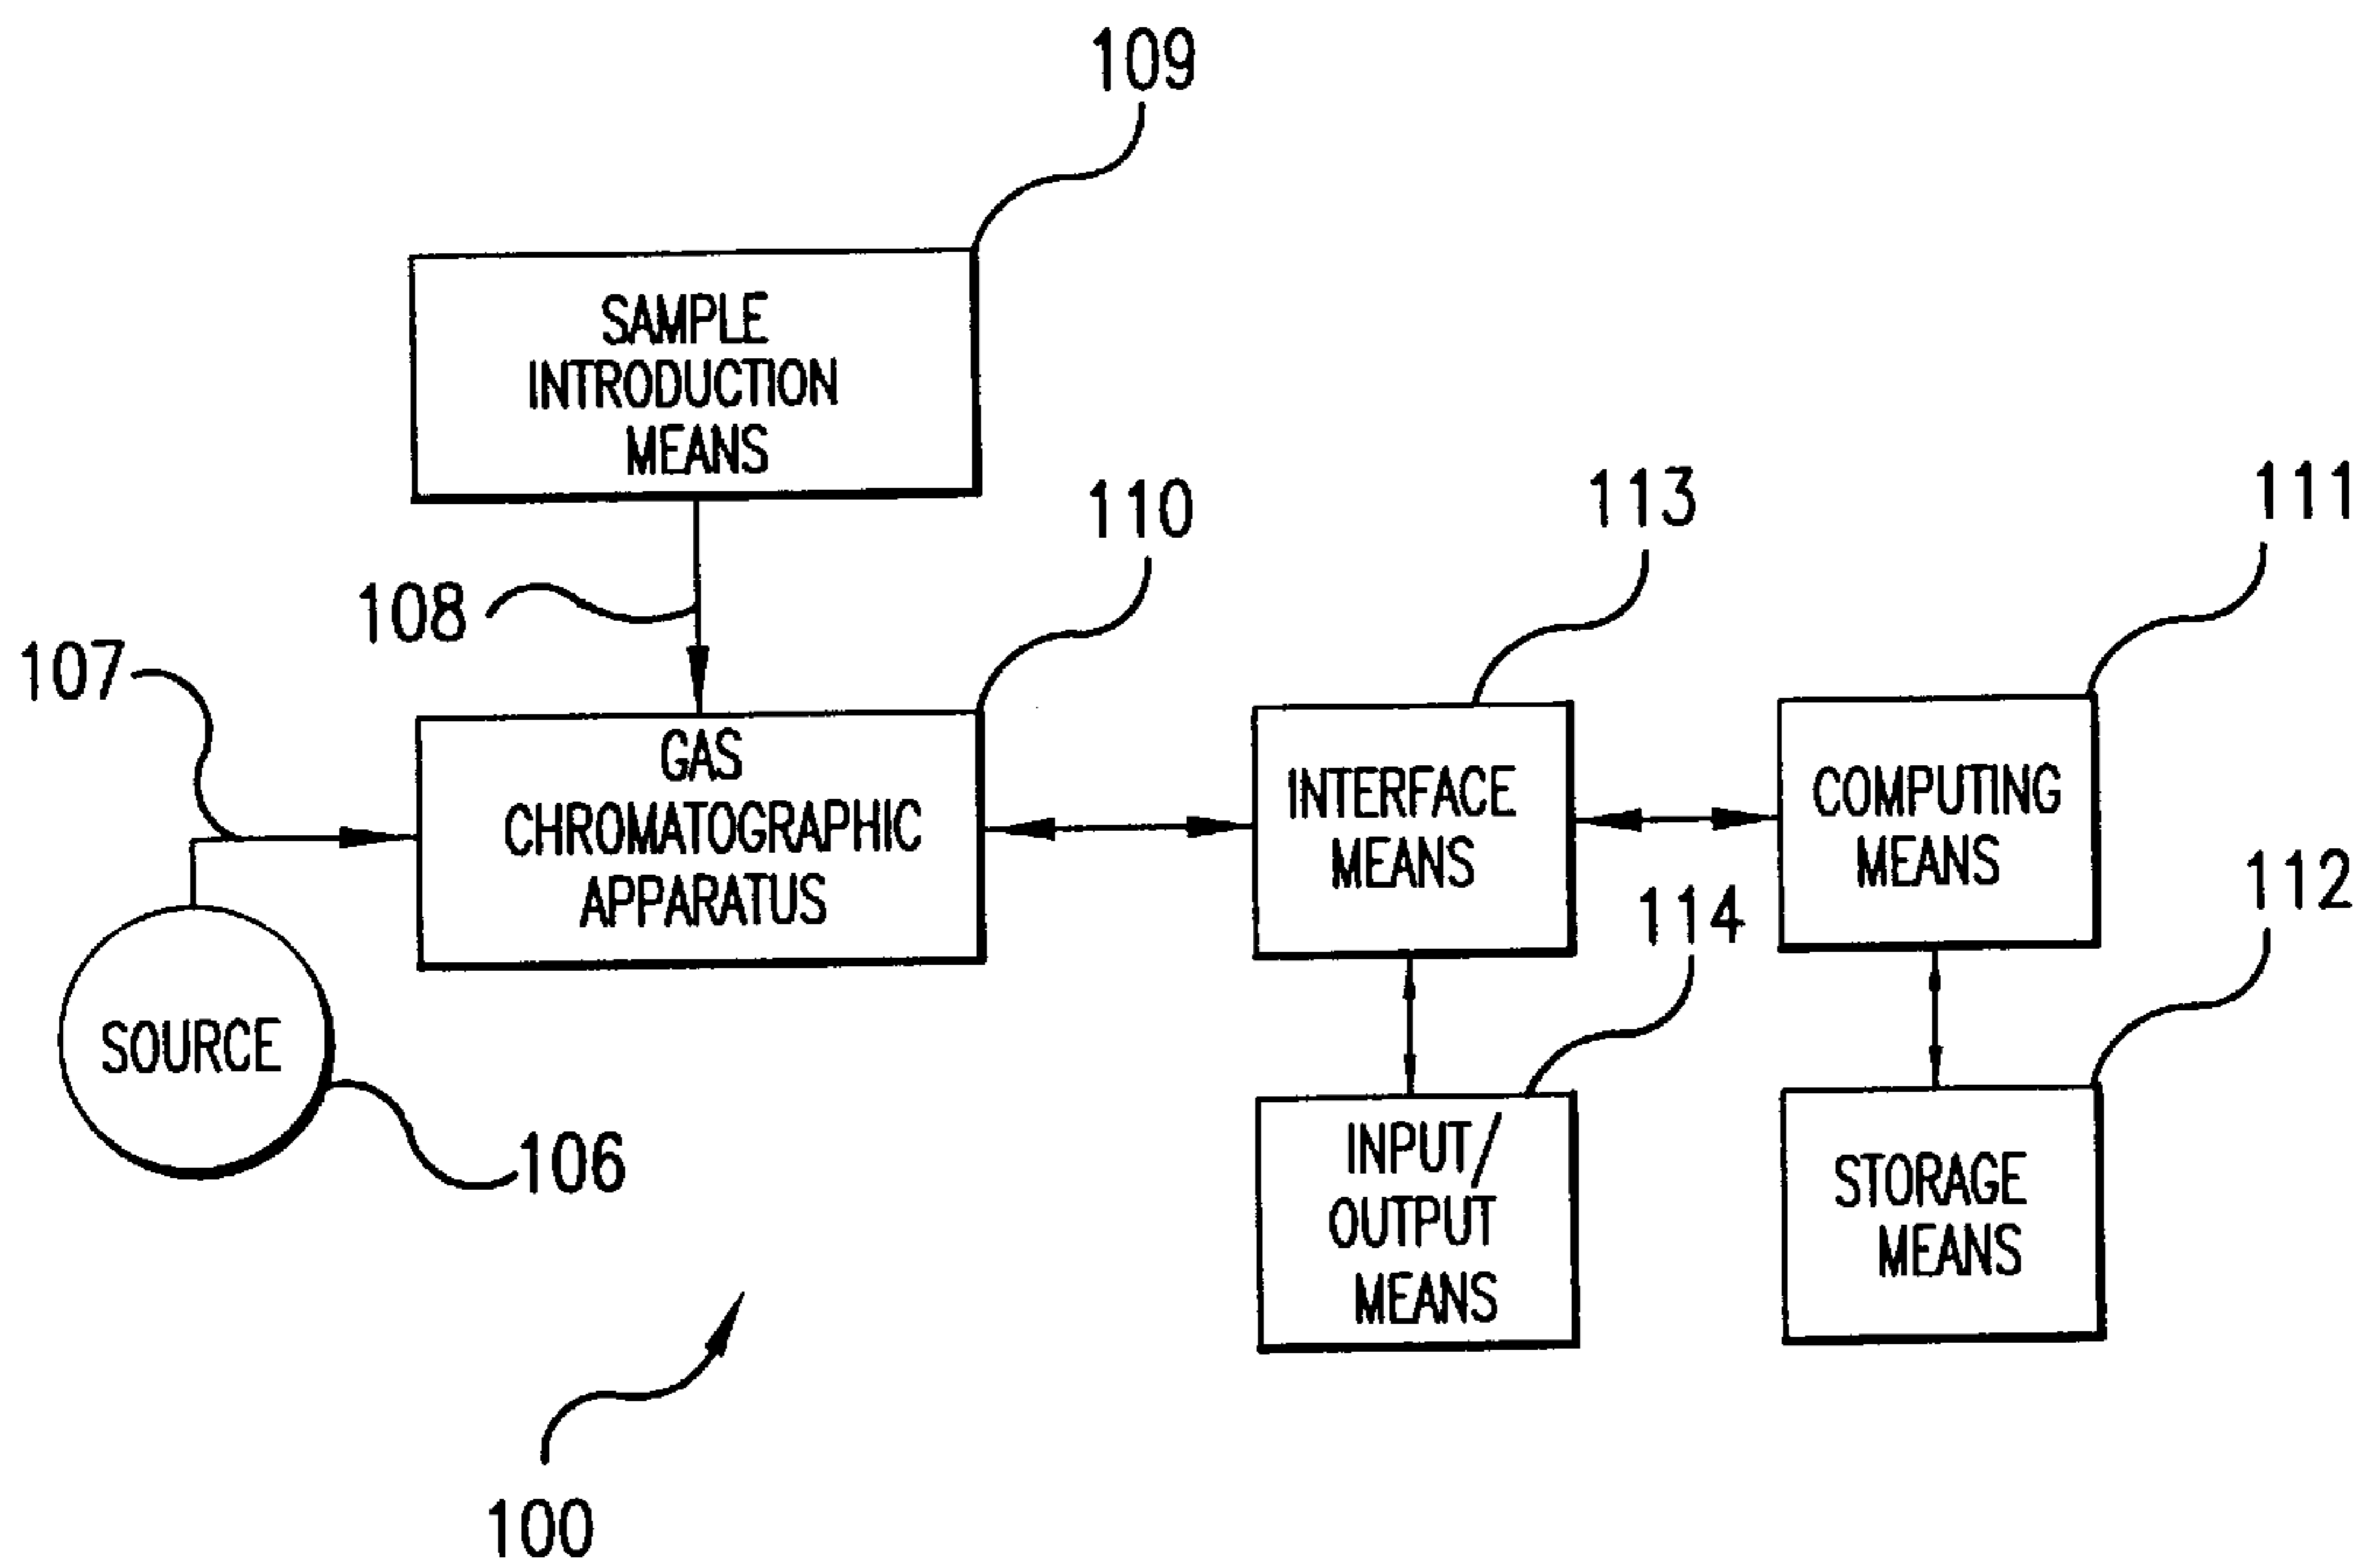 109
SAMPLE
INTRODUCTION
MEANS
110
113
111
108
107
GAS
CHROMATOGRAPHIC
APPARATUS
INTERFACE
MEANS
COMPUTING
MEANS
114
112
SOURCE
106
INPUT/
OUTPUT
MEANS
STORAGE
MEANS
100